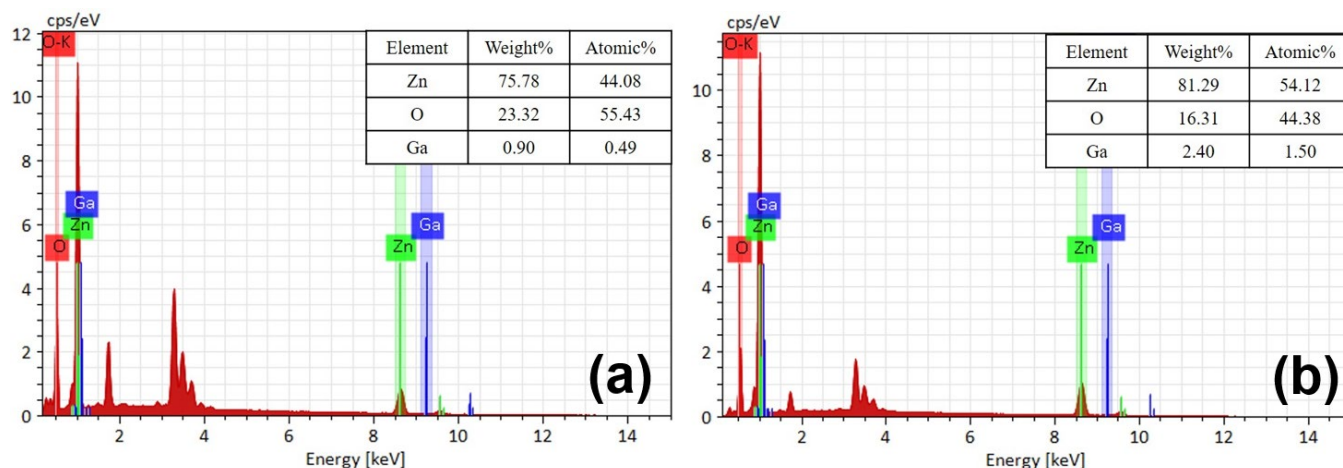 cps/eV
12
10
8
6
4
2
0
O-K
Ga
Zn
O
Zn
Ga
Element Weight% Atomic%
Zn 75.78 44.08
O 23.32 55.43
Ga 0.90 0.49
(a)
2 4 6 8 10 12 14
Energy [keV]
cps/eV
10
8
6
4
2
0
O-K
Ga
Zn
O
Zn
Ga
Element Weight% Atomic%
Zn 81.29 54.12
O 16.31 44.38
Ga 2.40 1.50
(b)
2 4 6 8 10 12 14
Energy [keV]